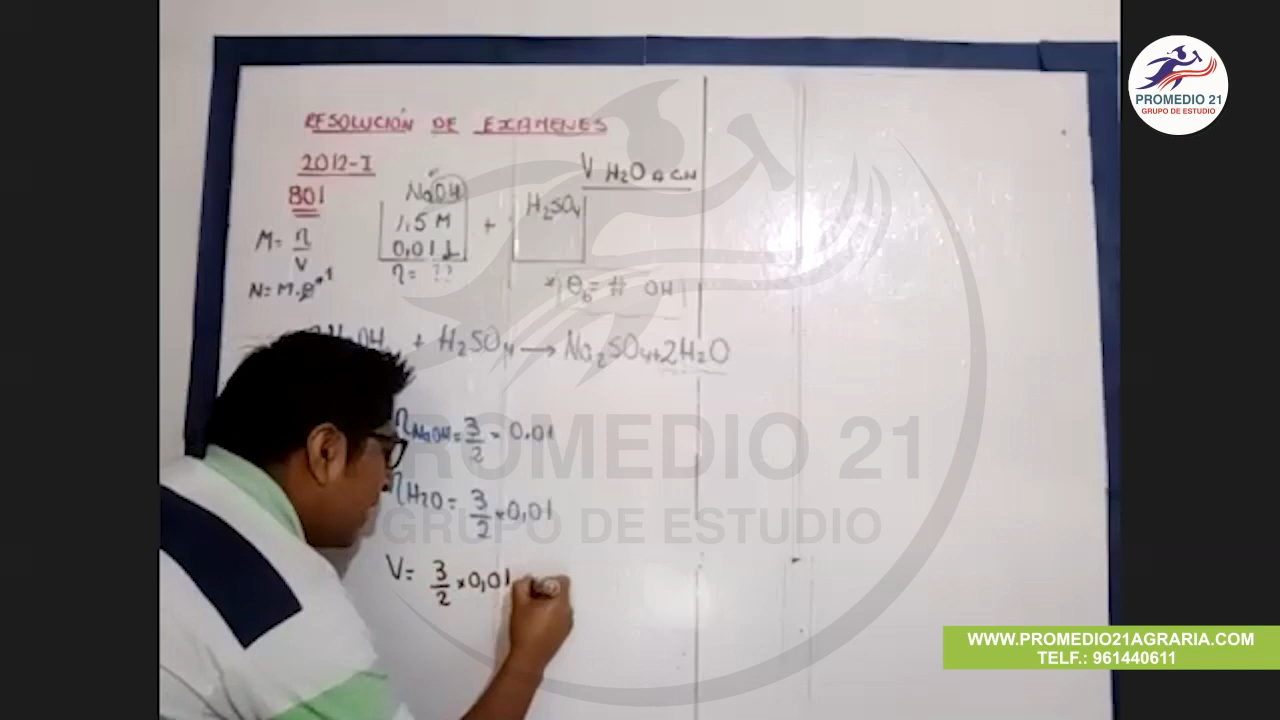 RESOLUCIÓN DE EXAMENES
2012-I
801
M = n/V
N = M·θ
NaOH
1,5 M
0,01 L
n = ??
+
H2SO4
V H2O a CN
* θb = # OH
+ H2SO4 → Na2SO4 + 2H2O
nNaOH = 3/2 × 0.01
nH2O = 3/2 × 0,01
V = 3/2 × 0,01
PROMEDIO 21
GRUPO DE ESTUDIO
PROMEDIO 21
GRUPO DE ESTUDIO
WWW.PROMEDIO21AGRARIA.COM
TELF.: 961440611